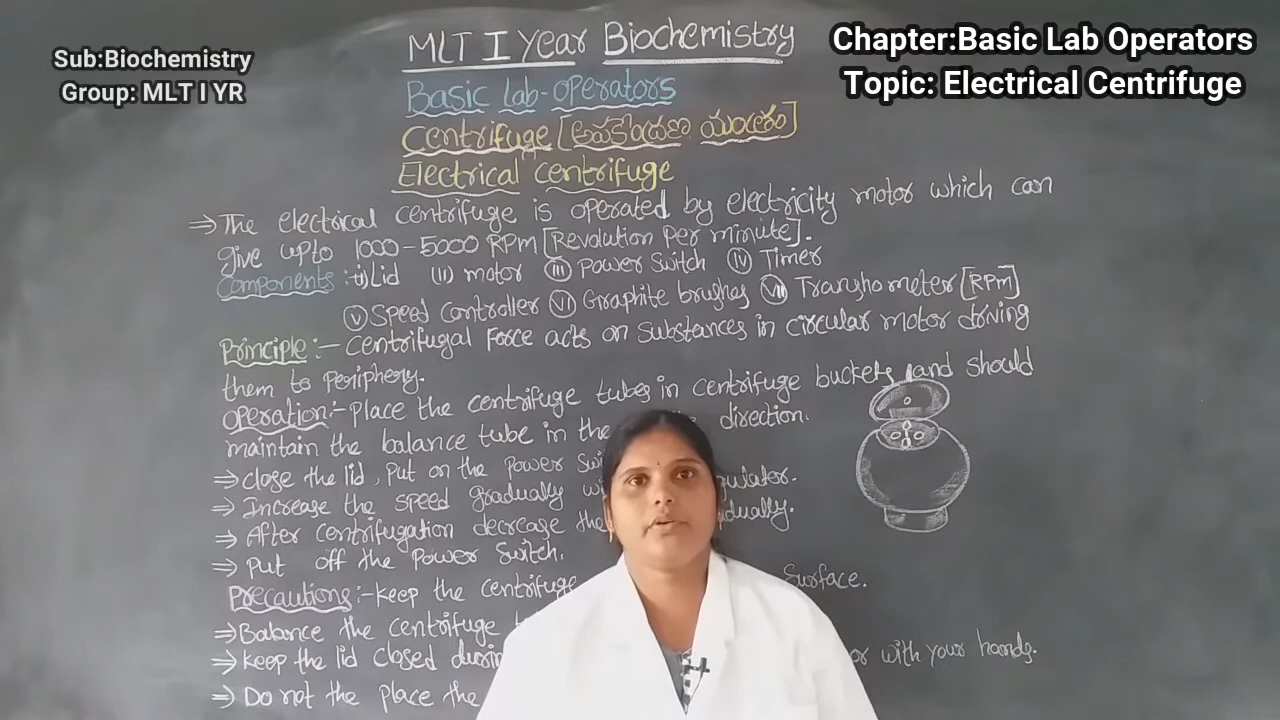 Sub:Biochemistry
Group: MLT I YR
Chapter:Basic Lab Operators
Topic: Electrical Centrifuge
MLT I Year Biochemistry
Basic Lab-operators
Centrifuge [అపకేంద్రణ యంత్రం]
Electrical centrifuge
⇒The electrical centrifuge is operated by electricity motor which can
give upto 1000-5000 RPM [Revolution Per minute].
Components :- i) Lid (ii) motor (iii) Power Switch (iv) Timer
(v) Speed Controller (VI) Graphite brushes (VII) [RPM]
Principle:- Centrifugal Force acts on Substances in circular motor driving
them to Periphery.
Operation:- Place the centrifuge tubes in centrifuge buckets and should
maintain the balance tube in the direction.
⇒ Close the lid, Put on the Power
⇒ Increase the speed gradually
⇒ After centrifugation decrease the
⇒ Put off the Power Switch.
Precautions:- Keep the centrifuge Surface.
⇒Balance the centrifuge
⇒ Keep the lid closed with your hands.
⇒ Do not the place the